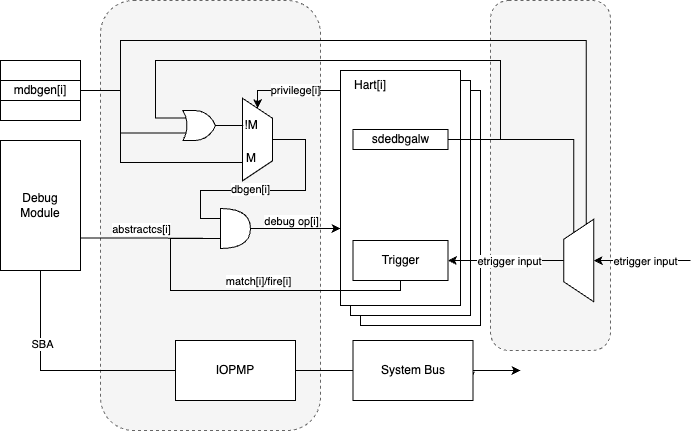 mdbgen[i]
privilege[i]
Hart[i]
!M
M
sdedbgalw
dbgen[i]
Debug
Module
abstractcs[i]
debug op[i]
Trigger
etrigger input
etrigger input
match[i]/fire[i]
SBA
IOPMP
System Bus